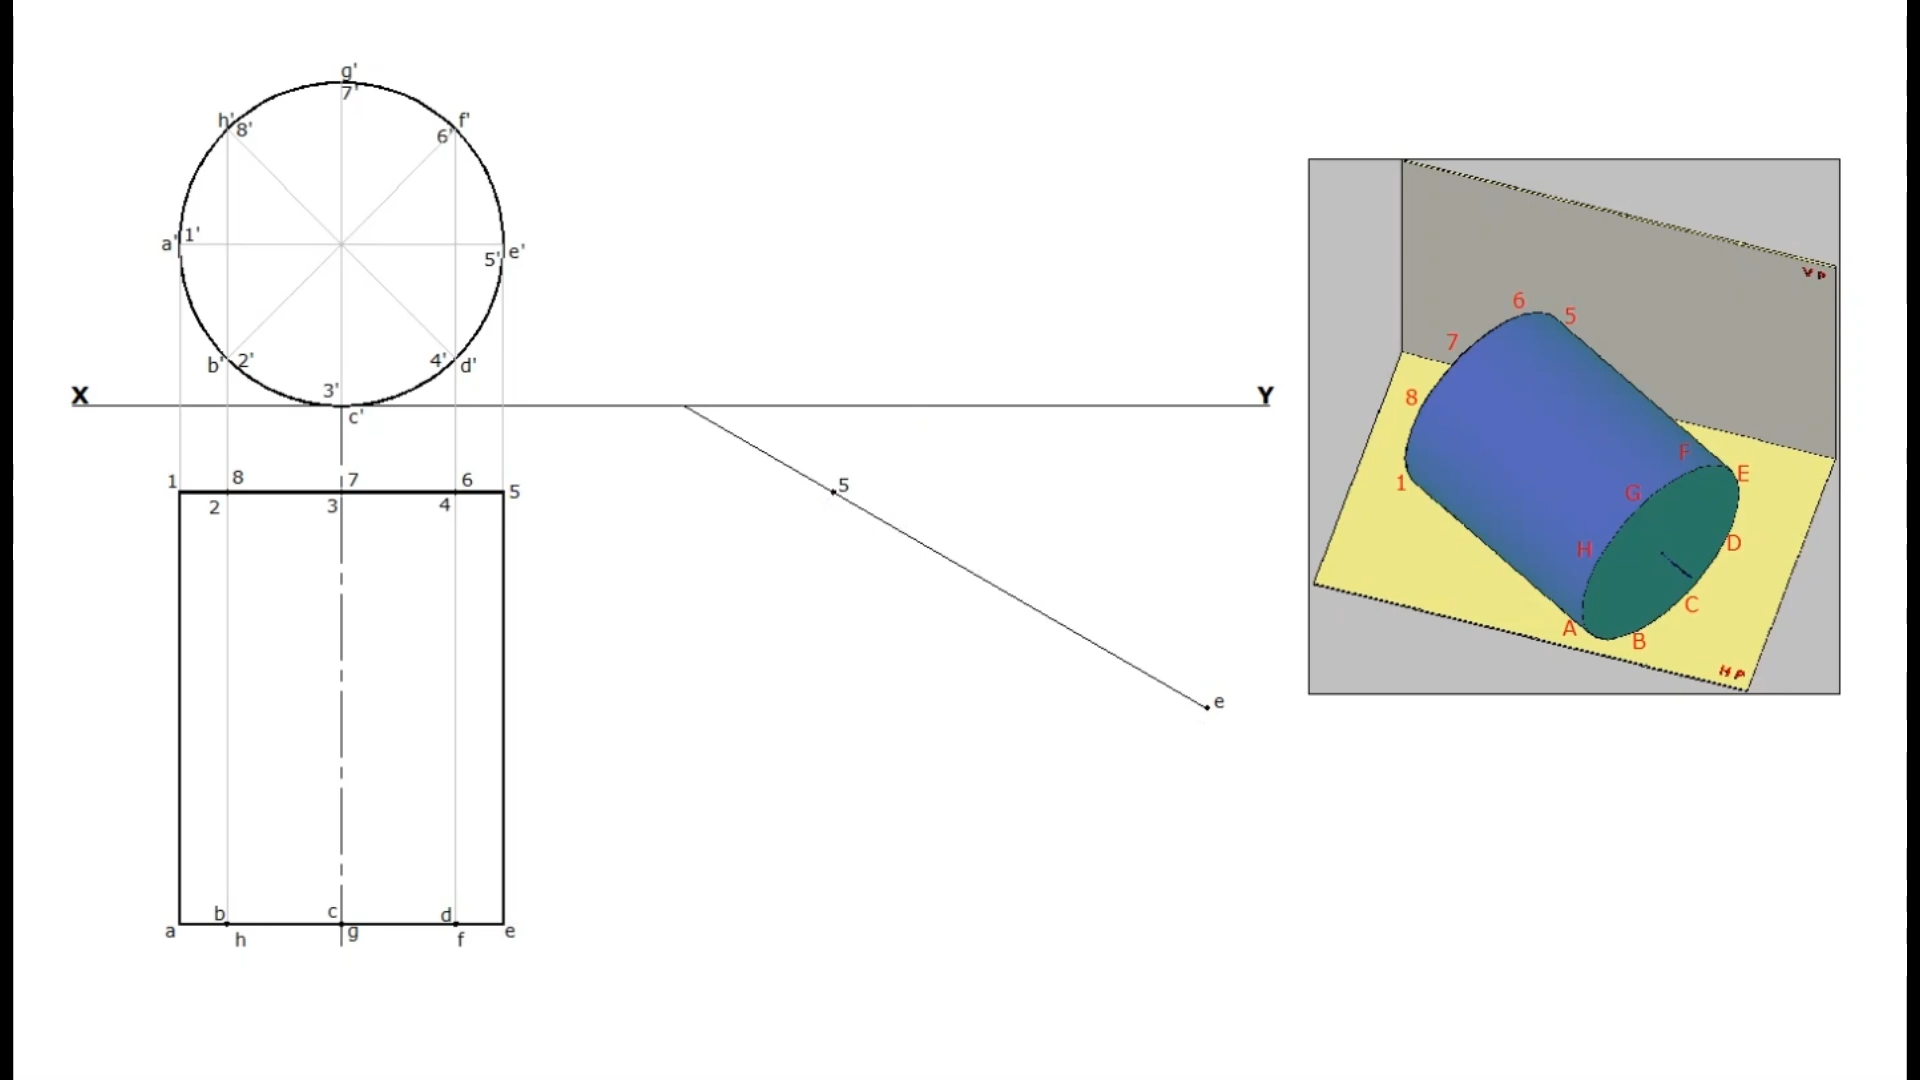 g'
7'
h' 8'
6' f'
a' 1'
5' e'
b' 2'
4' d'
3'
c'
X
Y
1 8 7 6 5
2 3 4
b c d
a h g f e
5
e
V P
6 5
7
8
1
F E
G
H D
C
A B
H P